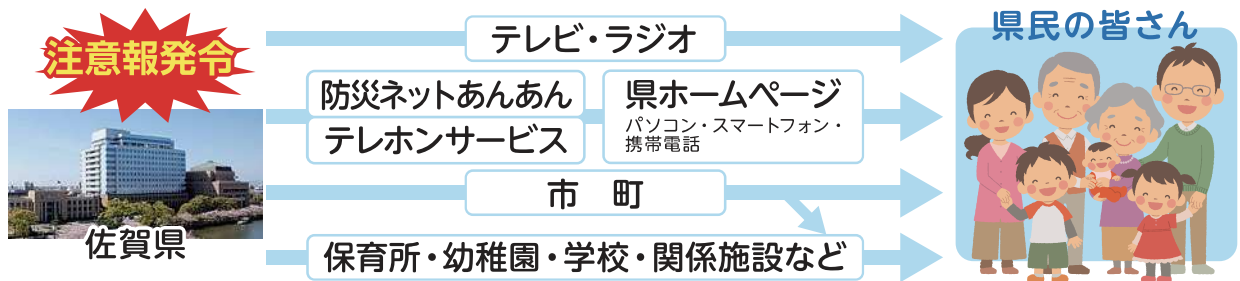 注意報発令
佐賀県
テレビ・ラジオ
防災ネットあんあん
テレホンサービス
県ホームページ
パソコン・スマートフォン・
携帯電話
市　町
保育所・幼稚園・学校・関係施設など
県民の皆さん